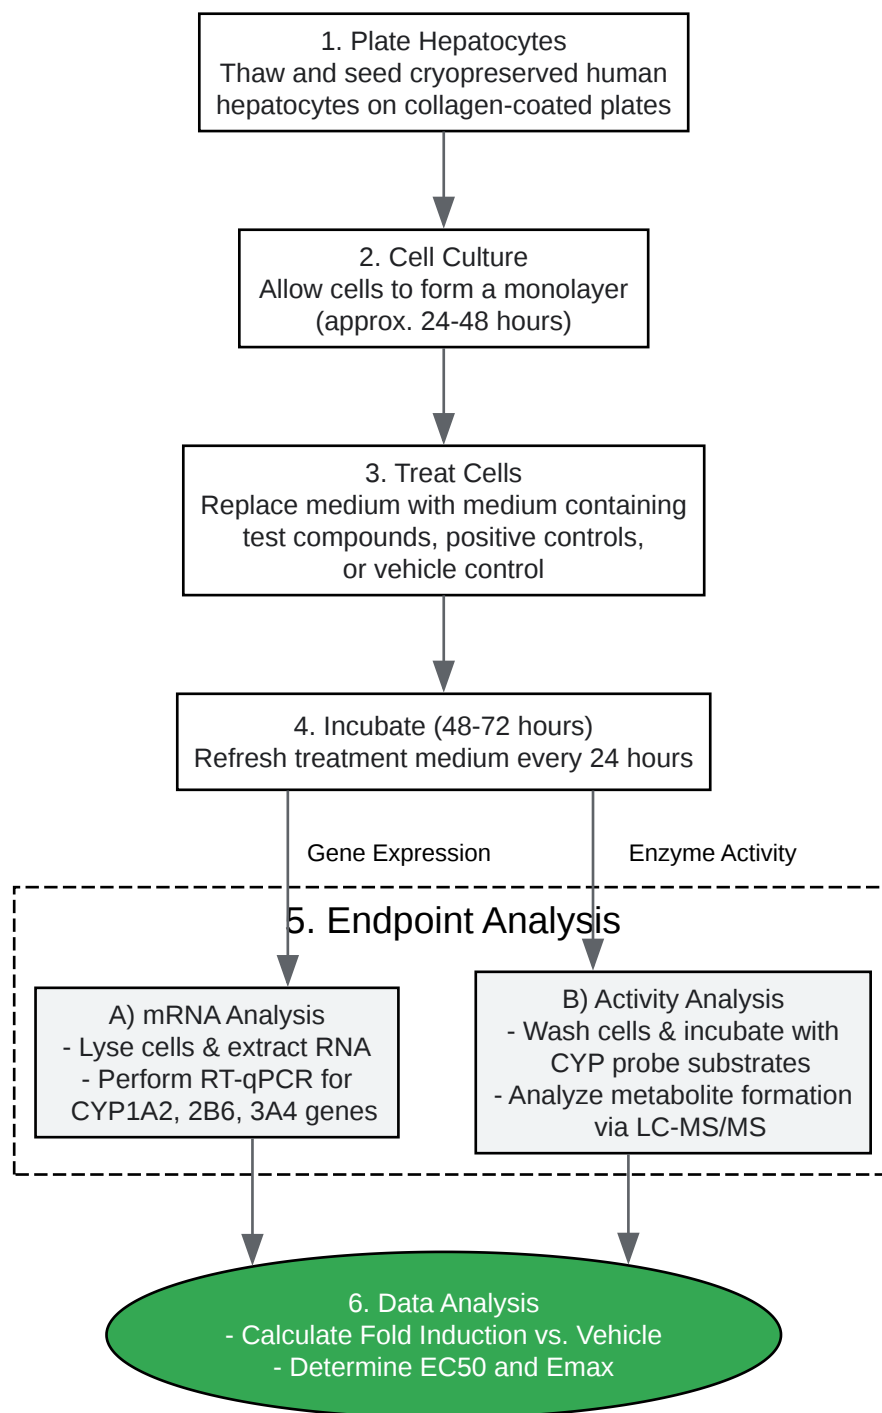 1. Plate Hepatocytes
Thaw and seed cryopreserved human
hepatocytes on collagen-coated plates
2. Cell Culture
Allow cells to form a monolayer
(approx. 24-48 hours)
3. Treat Cells
Replace medium with medium containing
test compounds, positive controls,
or vehicle control
4. Incubate (48-72 hours)
Refresh treatment medium every 24 hours
Gene Expression
Enzyme Activity
5. Endpoint Analysis
A) mRNA Analysis
- Lyse cells & extract RNA
- Perform RT-qPCR for
CYP1A2, 2B6, 3A4 genes
B) Activity Analysis
- Wash cells & incubate with
CYP probe substrates
- Analyze metabolite formation
via LC-MS/MS
6. Data Analysis
- Calculate Fold Induction vs. Vehicle
- Determine EC50 and Emax